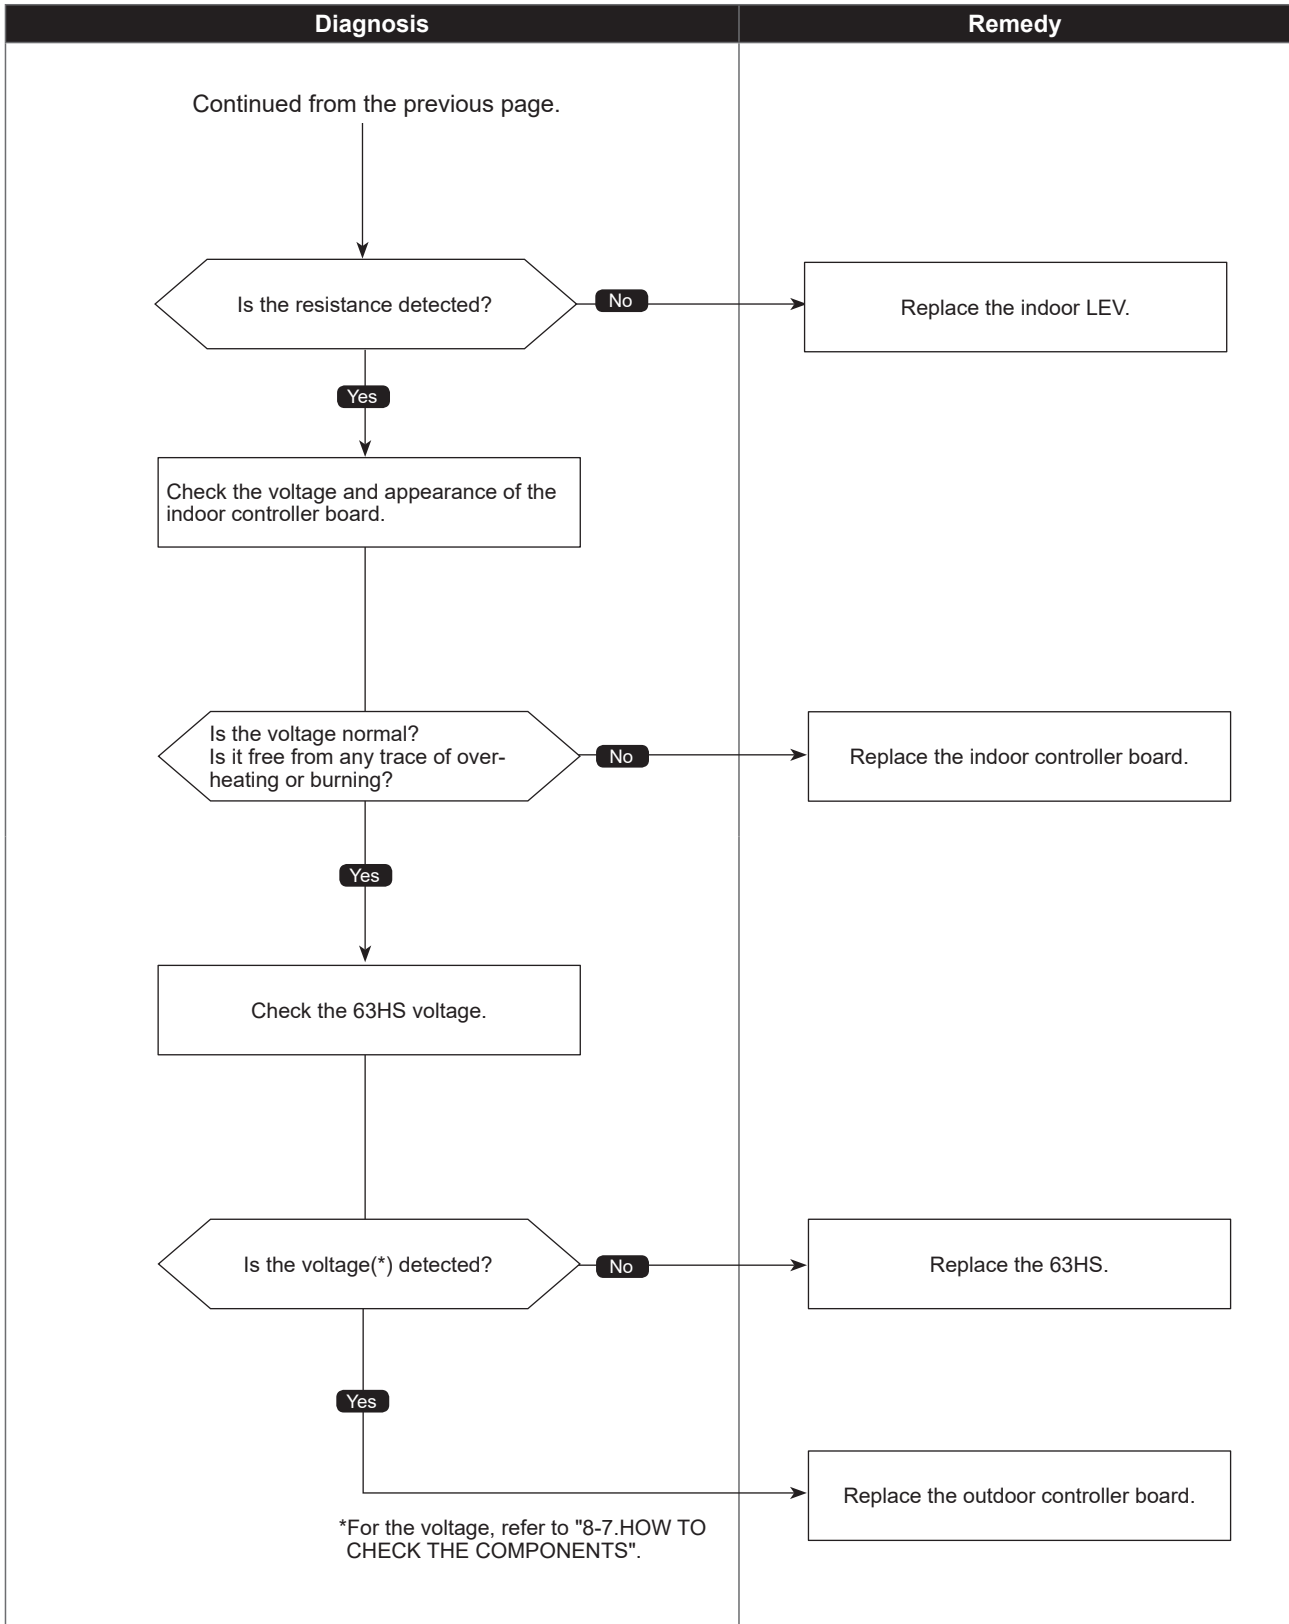 Diagnosis
Remedy
Continued from the previous page.
Is the resistance detected?
No
Replace the indoor LEV.
Yes
Check the voltage and appearance of the
indoor controller board.
Is the voltage normal?
Is it free from any trace of over-
heating or burning?
No
Replace the indoor controller board.
Yes
Check the 63HS voltage.
Is the voltage(*) detected?
No
Replace the 63HS.
Yes
Replace the outdoor controller board.
*For the voltage, refer to "8-7.HOW TO
CHECK THE COMPONENTS".